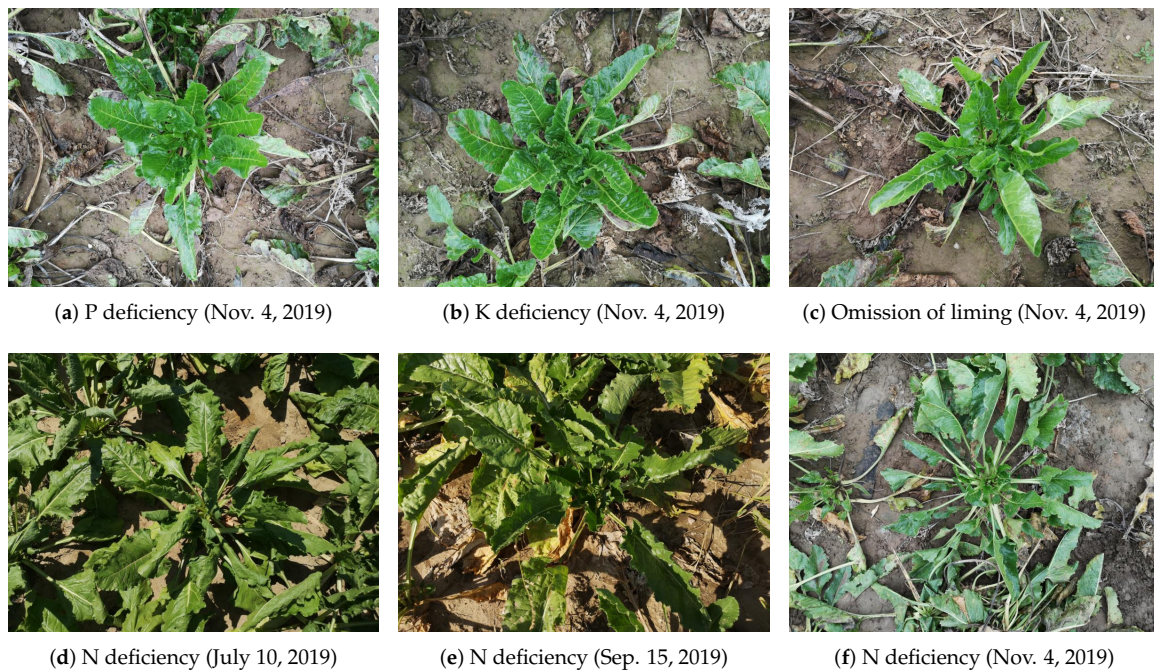 (a) P deficiency (Nov. 4, 2019)
(b) K deficiency (Nov. 4, 2019)
(c) Omission of liming (Nov. 4, 2019)
(d) N deficiency (July 10, 2019)
(e) N deficiency (Sep. 15, 2019)
(f) N deficiency (Nov. 4, 2019)